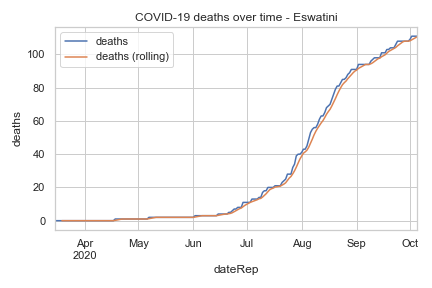 COVID-19 deaths over time - Eswatini
deaths
deaths (rolling)
deaths
100
80
60
40
20
0
Apr May Jun Jul Aug Sep Oct
2020
dateRep